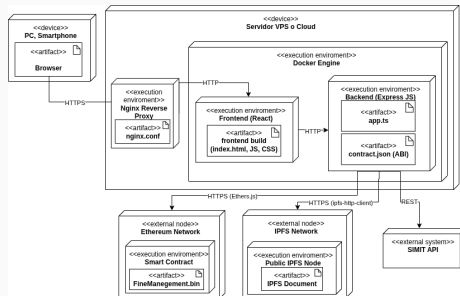 <<device>>
PC, Smartphone
<<artifact>>
Browser
HTTPS
<<device>>
Servidor VPS o Cloud
<<execution
enviroment>>
Nginx Reverse
Proxy
<<artifact>>
nginx.conf
HTTP
<<execution enviroment>>
Docker Engine
<<execution enviroment>>
Frontend (React)
<<artifact>>
frontend build
(index.html, JS, CSS)
HTTP
<<execution enviroment>>
Backend (Express JS)
<<artifact>>
app.ts
<<artifact>>
contract.json (ABI)
HTTPS (Ethers.js)
HTTPS (ipfs-http-client)
REST
<<external node>>
Ethereum Network
<<execution enviroment>>
Smart Contract
<<artifact>>
FineManegement.bin
<<external node>>
IPFS Network
<<execution enviroment>>
Public IPFS Node
<<artifact>>
IPFS Document
<<external system>>
SIMIT API